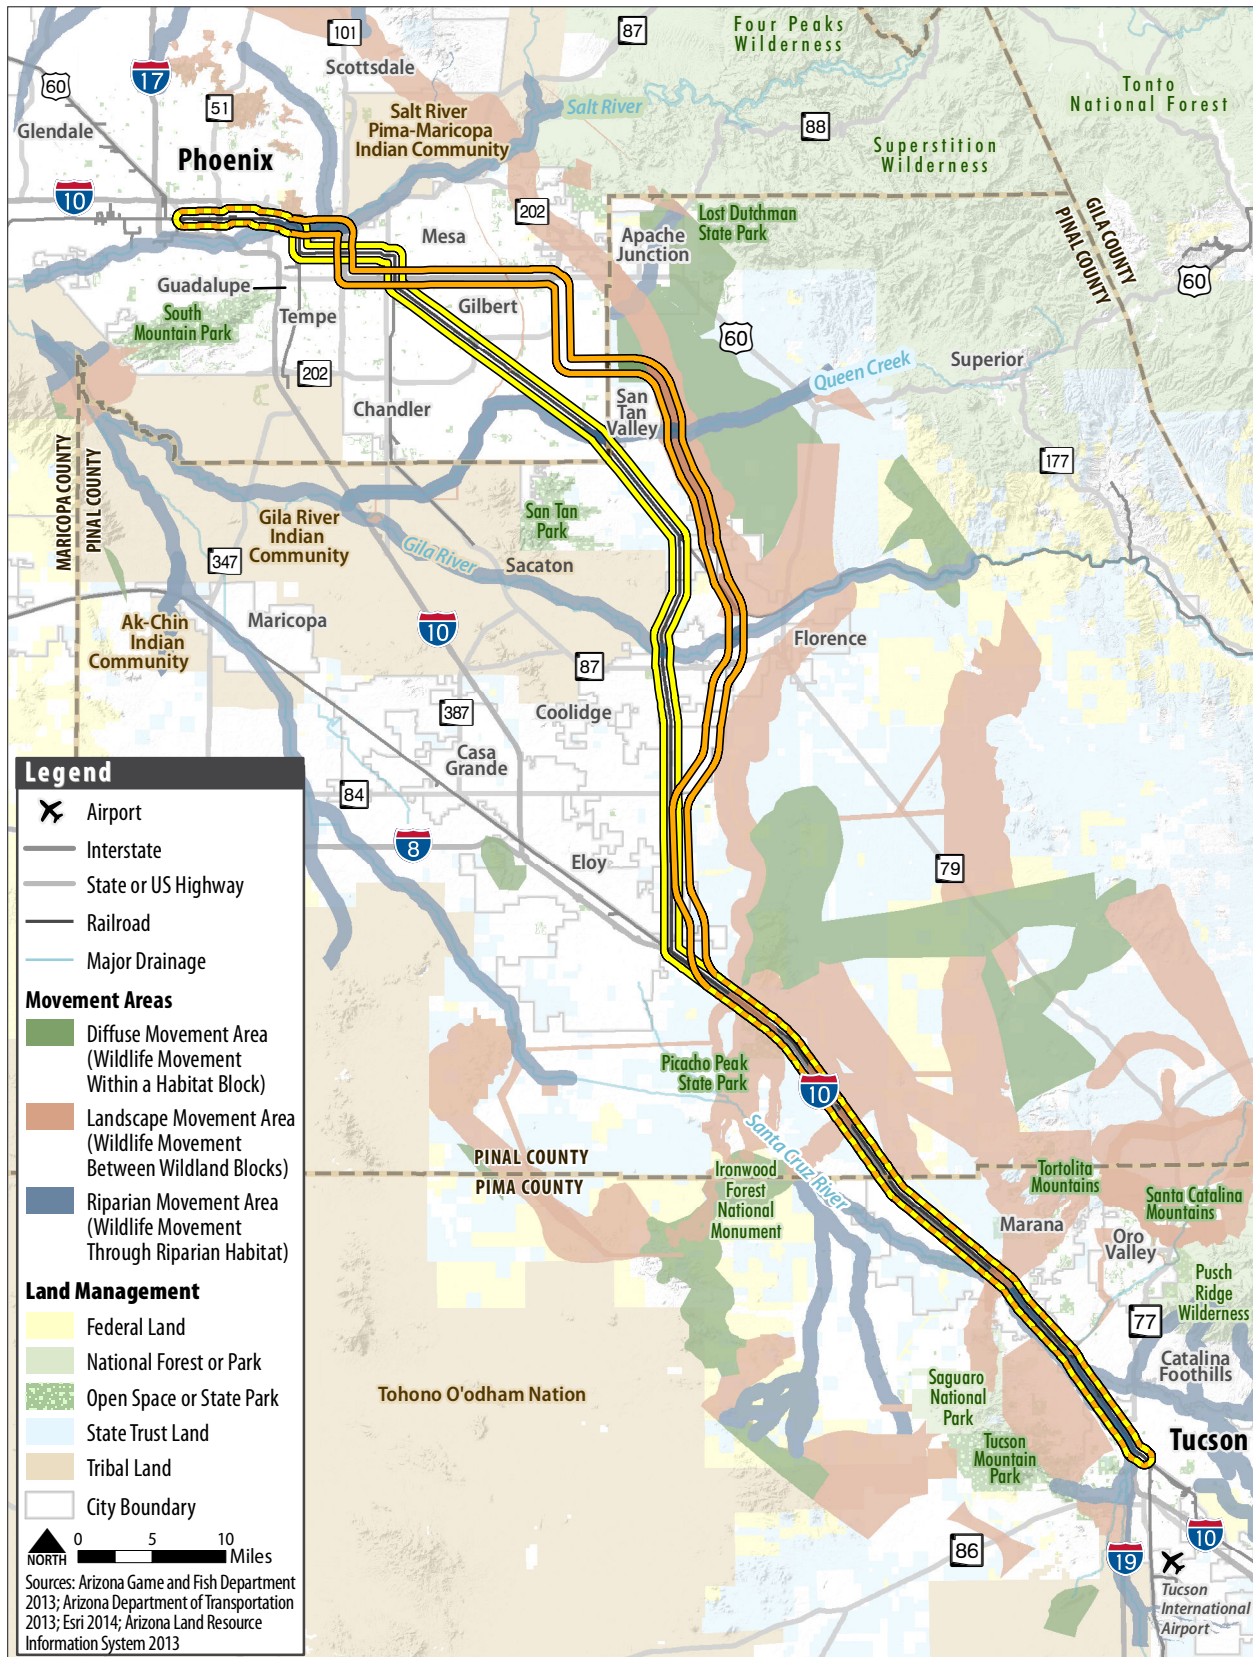 101
87
Four Peaks
Wilderness
Scottsdale
17
60
Tonto
National Forest
51
Salt River
Pima-Maricopa
Indian Community
Salt River
88
Glendale
Superstition
Wilderness
Phoenix
10
202
Lost Dutchman
State Park
GILA COUNTY
PINAL COUNTY
Mesa
Apache
Junction
60
Guadalupe
Gilbert
South
Mountain Park
Tempe
60
Superior
Queen Creek
202
San
Tan
Valley
Chandler
MARICOPA COUNTY
PINAL COUNTY
177
San Tan
Park
Gila River
Indian
Community
Gila River
347
Sacaton
Ak-Chin
Indian
Community
Maricopa
10
Florence
87
387
Coolidge
Casa
Grande
84
8
Eloy
79
Picacho Peak
State Park
10
Santa Cruz River
PINAL COUNTY
PIMA COUNTY
Ironwood
Forest
National
Monument
Tortolita
Mountains
Santa Catalina
Mountains
Marana
Oro
Valley
Pusch
Ridge
Wilderness
77
Catalina
Foothills
Tohono O'odham Nation
Saguaro
National
Park
Tucson
Tucson
Mountain
Park
86
10
19
Tucson
International
Airport
Legend
Airport
Interstate
State or US Highway
Railroad
Major Drainage
Movement Areas
Diffuse Movement Area
(Wildlife Movement
Within a Habitat Block)
Landscape Movement Area
(Wildlife Movement
Between Wildland Blocks)
Riparian Movement Area
(Wildlife Movement
Through Riparian Habitat)
Land Management
Federal Land
National Forest or Park
Open Space or State Park
State Trust Land
Tribal Land
City Boundary
NORTH
0 5 10
Miles
Sources: Arizona Game and Fish Department
2013; Arizona Department of Transportation
2013; Esri 2014; Arizona Land Resource
Information System 2013